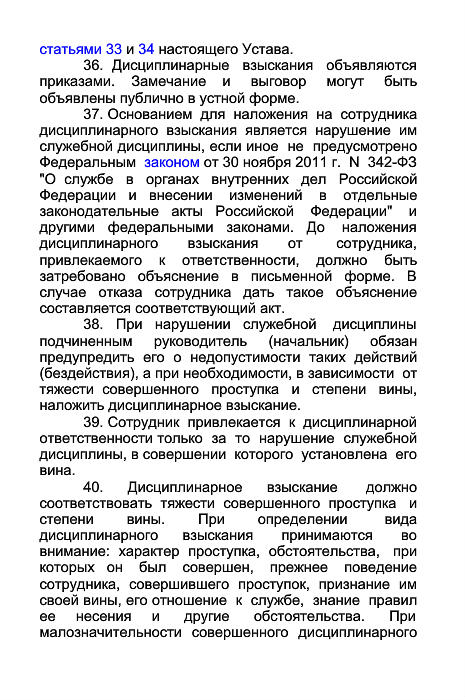 статьями 33 и 34 настоящего Устава.
36. Дисциплинарные взыскания объявляются
приказами. Замечание и выговор могут быть
объявлены публично в устной форме.
37. Основанием для наложения на сотрудника
дисциплинарного взыскания является нарушение им
служебной дисциплины, если иное не предусмотрено
Федеральным законом от 30 ноября 2011 г. N 342-ФЗ
"О службе в органах внутренних дел Российской
Федерации и внесении изменений в отдельные
законодательные акты Российской Федерации" и
другими федеральными законами. До наложения
дисциплинарного взыскания от сотрудника,
привлекаемого к ответственности, должно быть
затребовано объяснение в письменной форме. В
случае отказа сотрудника дать такое объяснение
составляется соответствующий акт.
38. При нарушении служебной дисциплины
подчиненным руководитель (начальник) обязан
предупредить его о недопустимости таких действий
(бездействия), а при необходимости, в зависимости от
тяжести совершенного проступка и степени вины,
наложить дисциплинарное взыскание.
39. Сотрудник привлекается к дисциплинарной
ответственности только за то нарушение служебной
дисциплины, в совершении которого установлена его
вина.
40. Дисциплинарное взыскание должно
соответствовать тяжести совершенного проступка и
степени вины. При определении вида
дисциплинарного взыскания принимаются во
внимание: характер проступка, обстоятельства, при
которых он был совершен, прежнее поведение
сотрудника, совершившего проступок, признание им
своей вины, его отношение к службе, знание правил
ее несения и другие обстоятельства. При
малозначительности совершенного дисциплинарного